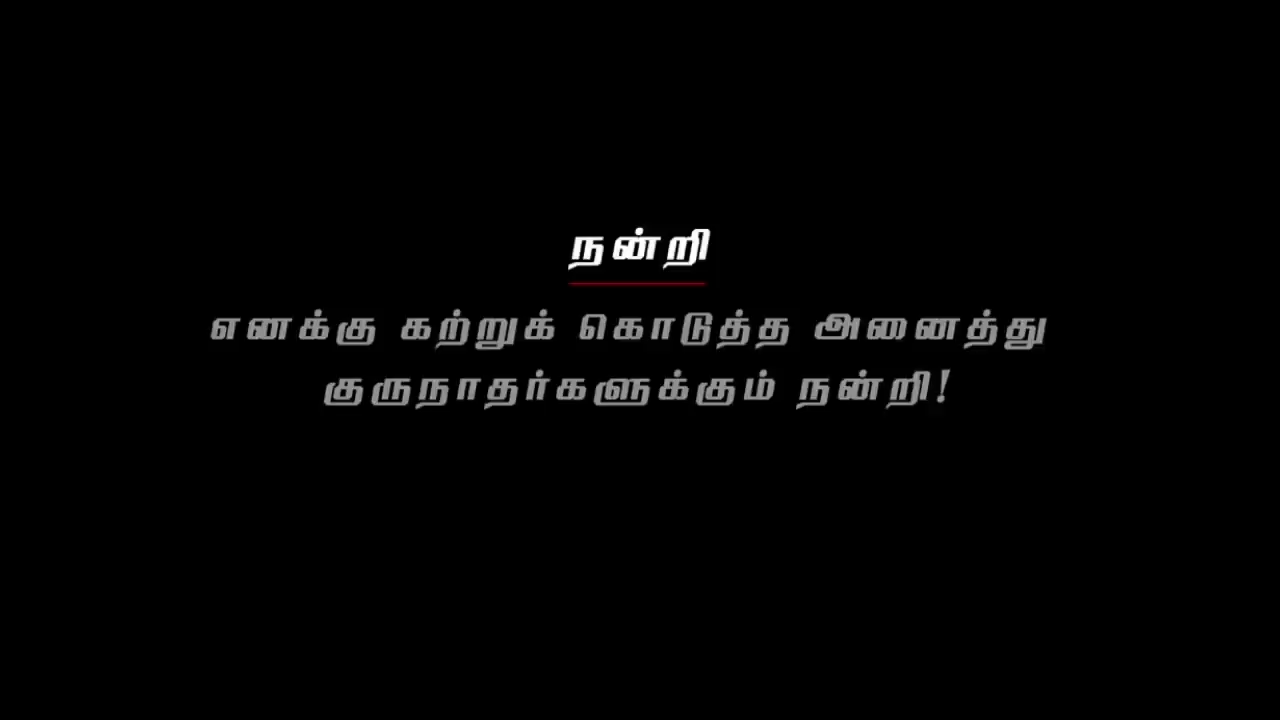 நன்றி
எனக்கு கற்றுக் கொடுத்த அனைத்து
குருநாதர்களுக்கும் நன்றி!